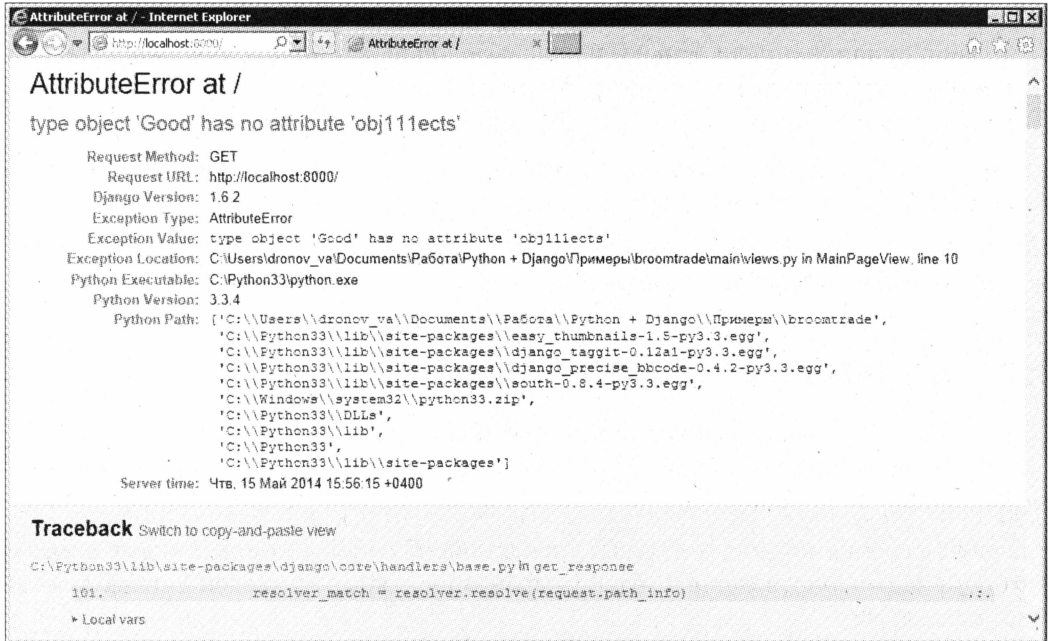 AttributeError at / - Internet Explorer
http://localhost:8000/
AttributeError at /
AttributeError at /
type object 'Good' has no attribute 'obj111ects'
Request Method: GET
Request URL: http://localhost:8000/
Django Version: 1.6.2
Exception Type: AttributeError
Exception Value: type object 'Good' has no attribute 'obj111ects'
Exception Location: C:\Users\dronov_va\Documents\Работа\Python + Django\Примеры\broomtrade\main\views.py in MainPageView, line 10
Python Executable: C:\Python33\python.exe
Python Version: 3.3.4
Python Path: ['C:\\Users\\dronov_va\\Documents\\Работа\\Python + Django\\Примеры\\broomtrade',
'C:\\Python33\\lib\\site-packages\\easy_thumbnails-1.5-py3.3.egg',
'C:\\Python33\\lib\\site-packages\\django_taggit-0.12a1-py3.3.egg',
'C:\\Python33\\lib\\site-packages\\django_precise_bbcode-0.4.2-py3.3.egg',
'C:\\Python33\\lib\\site-packages\\south-0.8.4-py3.3.egg',
'C:\\Windows\\system32\\python33.zip',
'C:\\Python33\\DLLs',
'C:\\Python33\\lib',
'C:\\Python33',
'C:\\Python33\\lib\\site-packages']
Server time: Чтв, 15 Май 2014 15:56:15 +0400
Traceback Switch to copy-and-paste view
C:\Python33\lib\site-packages\django\core\handlers\base.py in get_response
101. resolver_match = resolver.resolve(request.path_info) ...
► Local vars